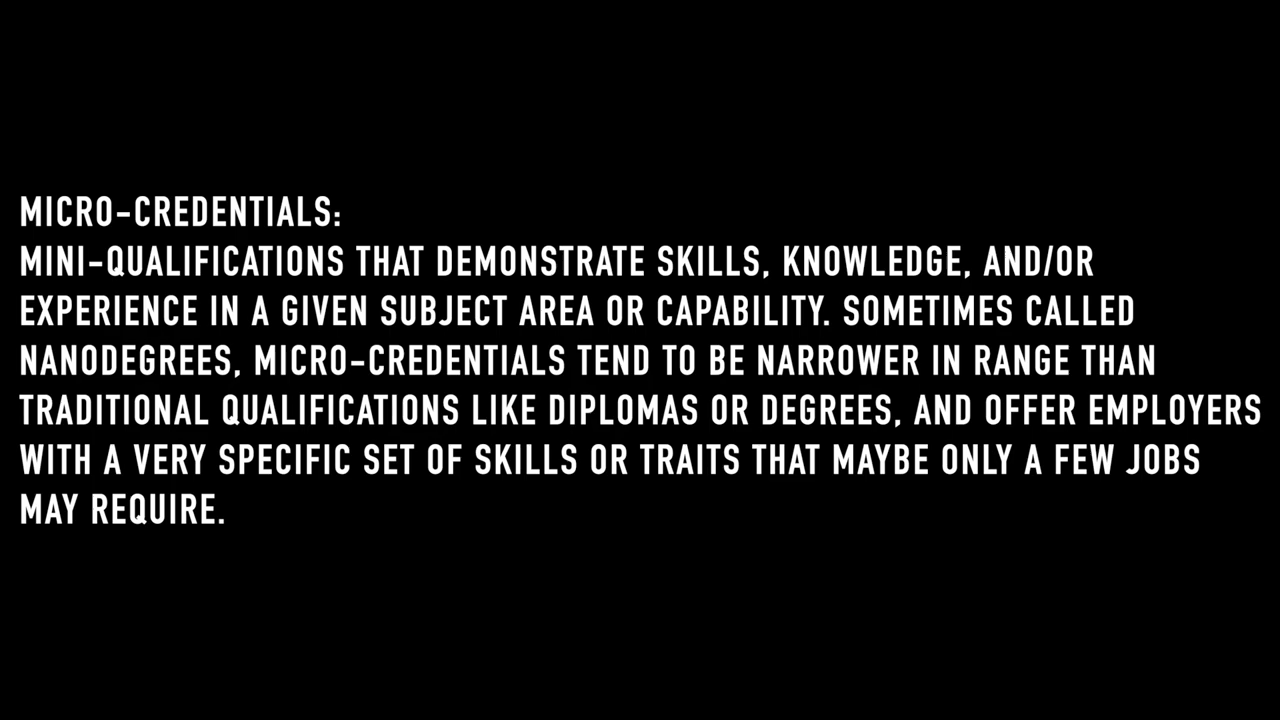 MICRO-CREDENTIALS:
MINI-QUALIFICATIONS THAT DEMONSTRATE SKILLS, KNOWLEDGE, AND/OR
EXPERIENCE IN A GIVEN SUBJECT AREA OR CAPABILITY. SOMETIMES CALLED
NANODEGREES, MICRO-CREDENTIALS TEND TO BE NARROWER IN RANGE THAN
TRADITIONAL QUALIFICATIONS LIKE DIPLOMAS OR DEGREES, AND OFFER EMPLOYERS
WITH A VERY SPECIFIC SET OF SKILLS OR TRAITS THAT MAYBE ONLY A FEW JOBS
MAY REQUIRE.